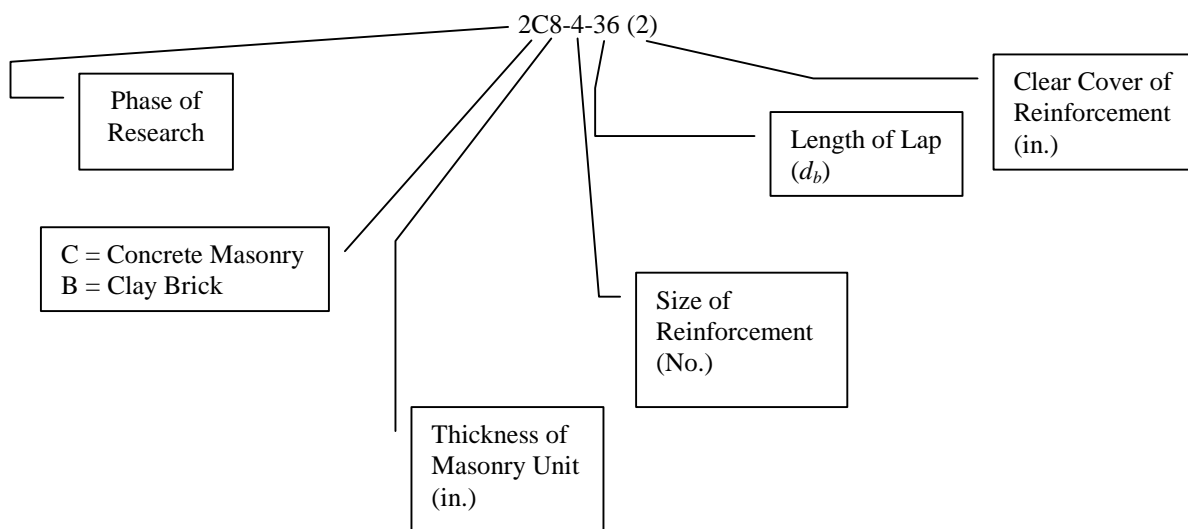 2C8-4-36 (2)
Phase of
Research
Clear Cover of
Reinforcement
(in.)
Length of Lap
(d_b)
C = Concrete Masonry
B = Clay Brick
Size of
Reinforcement
(No.)
Thickness of
Masonry Unit
(in.)